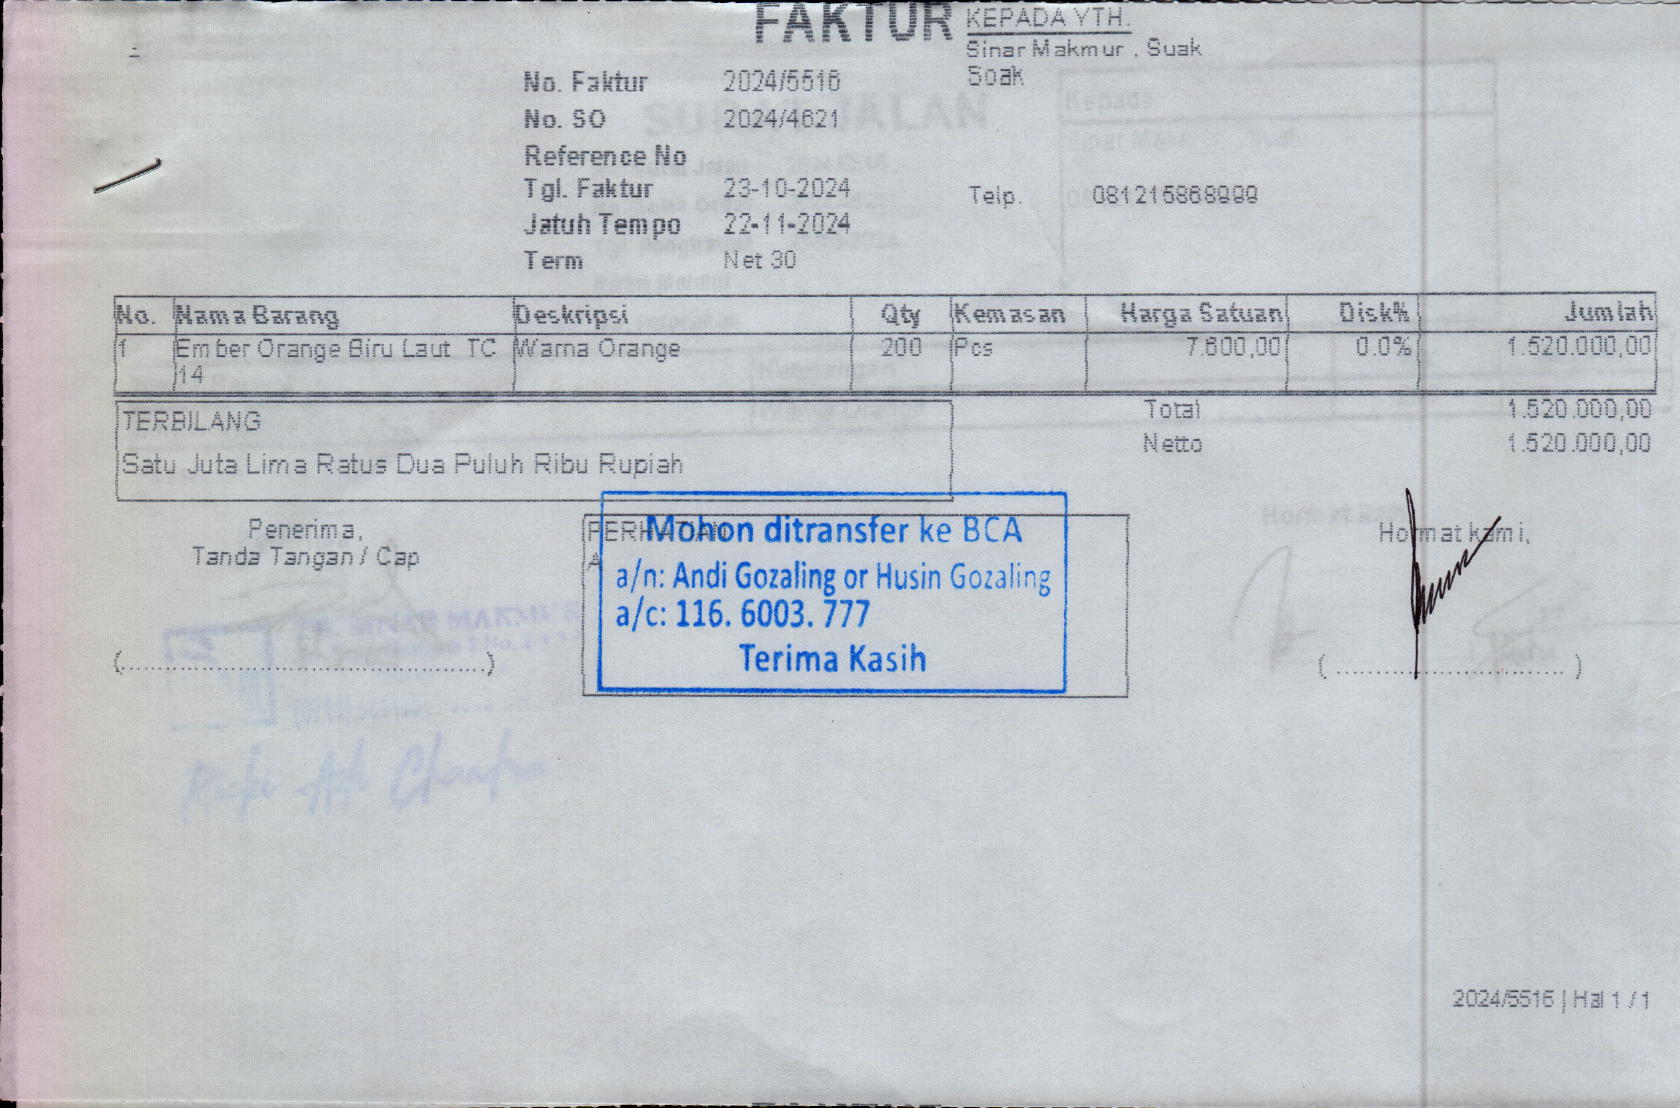 FAKTUR
KEPADA YTH.
Sinar Makmur , Suak
Soak
No. Faktur 2024/5516
No. SO 2024/4621
Reference No
Tgl. Faktur 23-10-2024
Telp. 081215868999
Jatuh Tempo 22-11-2024
Term Net 30
No. Nama Barang Deskripsi Qty Kemasan Harga Satuan Disk% Jumlah
1 Ember Orange Biru Laut TC Warna Orange 200 Pcs 7.600,00 0.0% 1.520.000,00
14
TERBILANG
Total 1.520.000,00
Netto 1.520.000,00
Satu Juta Lima Ratus Dua Puluh Ribu Rupiah
Penerima,
Tanda Tangan / Cap
PERHATIAN
Mohon ditransfer ke BCA
a/n: Andi Gozaling or Husin Gozaling
a/c: 116. 6003. 777
Terima Kasih
Hormat kami,
(...................................................)
( ............................... )
2024/5516 | Hal 1 / 1